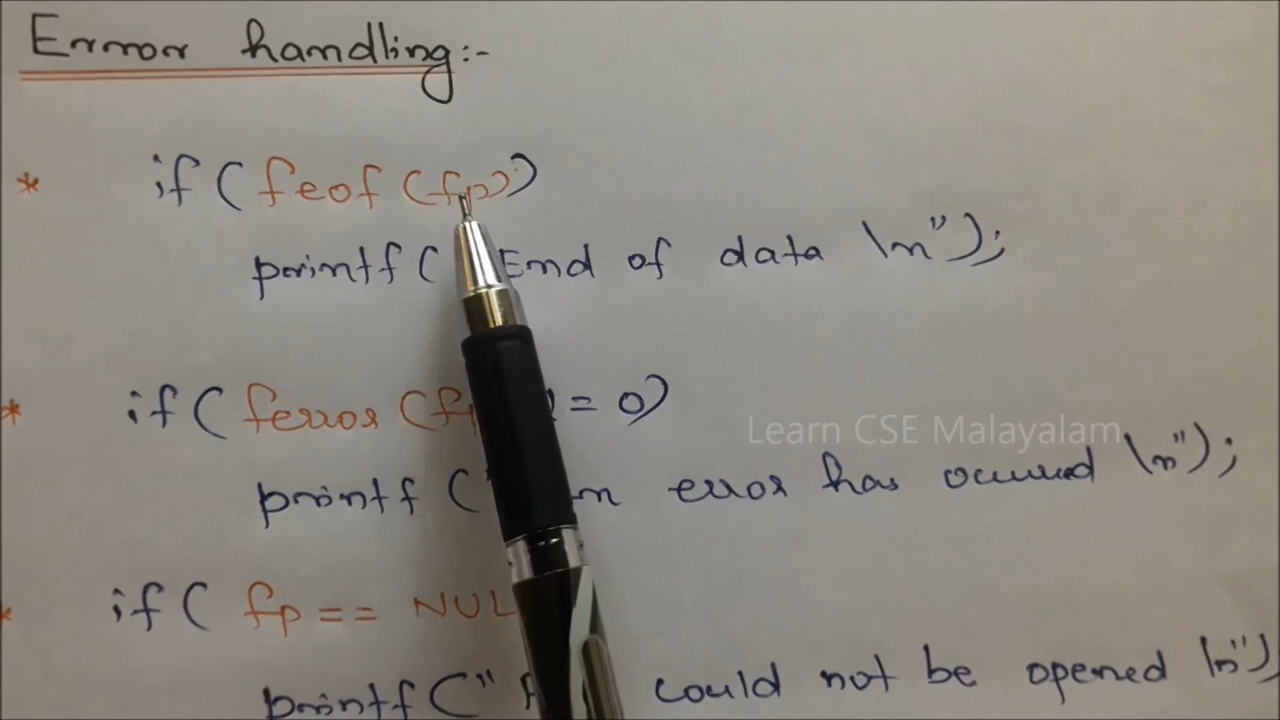 Error handling:-
* if ( feof (fp))
printf ( End of data \n");
* if ( ferror (fp = 0)
Learn CSE Malayalam
printf (" error has occured \n");
* if ( fp == NUL
printf (" could not be opened \n")